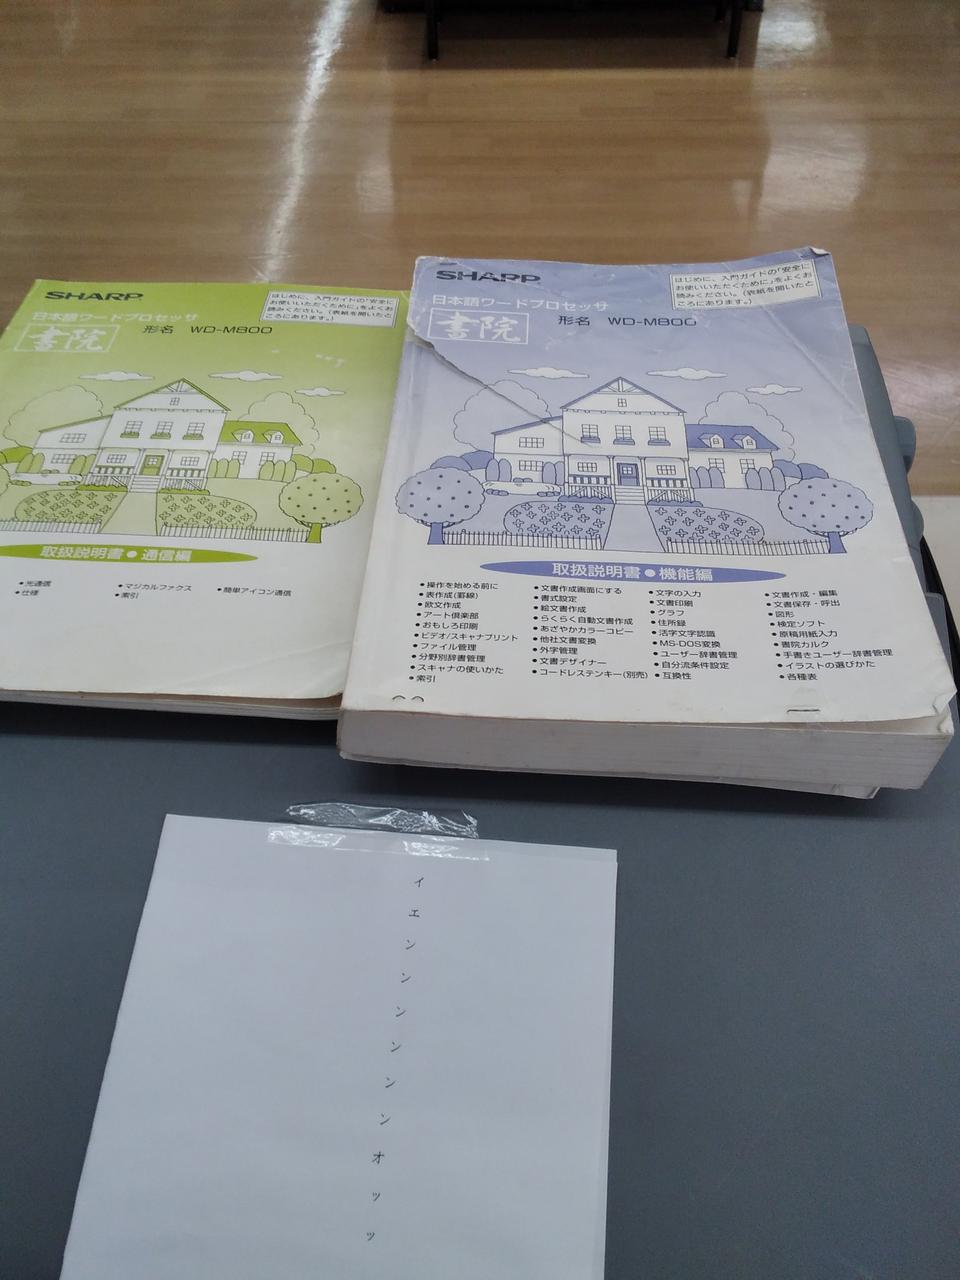 SHARP
はじめに、入門ガイドの「安全に
お使いいただくために」をよくお
読みください。(表紙を開いたと
ころにあります。)
日本語ワードプロセッサ
書院
形名 WD-M800
取扱説明書●通信編
●光通信
●マジカルファクス
●簡単アイコン通信
●仕様
●索引
SHARP
はじめに、入門ガイドの「安全に
お使いいただくために」をよくお
読みください。(表紙を開いたと
ころにあります。)
日本語ワードプロセッサ
書院
形名 WD-M800
取扱説明書●機能編
●操作を始める前に
●表作成(罫線)
●欧文作成
●アート倶楽部
●おもしろ印刷
●ビデオ/スキャナプリント
●ファイル管理
●分野別辞書管理
●スキャナの使いかた
●索引
●文書作成画面にする
●書式設定
●絵文書作成
●らくらく自動文書作成
●あざやかカラーコピー
●他社文書変換
●外字管理
●文書デザイナー
●コードレステンキー(別売)
●文字の入力
●文書印刷
●グラフ
●住所録
●活字文字認識
●MS-DOS変換
●ユーザー辞書管理
●自分流条件設定
●互換性
●文書作成・編集
●文書保存・呼出
●図形
●検定ソフト
●原稿用紙入力
●書院カルク
●手書きユーザー辞書管理
●イラストの選びかた
●各種表
イエンンンンンンオッッ